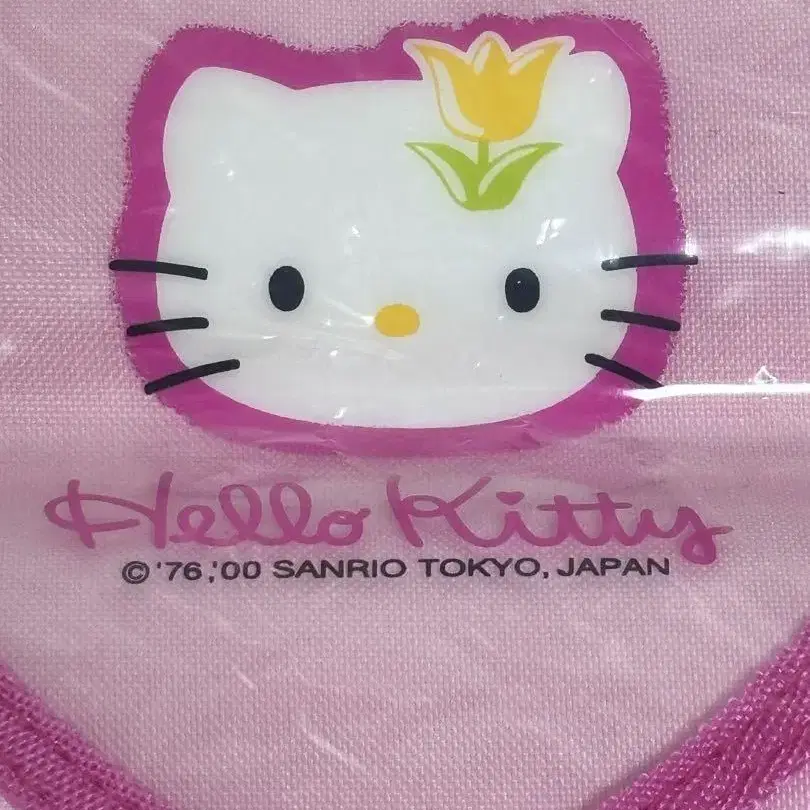 Hello Kitty
© '76,'00 SANRIO TOKYO, JAPAN